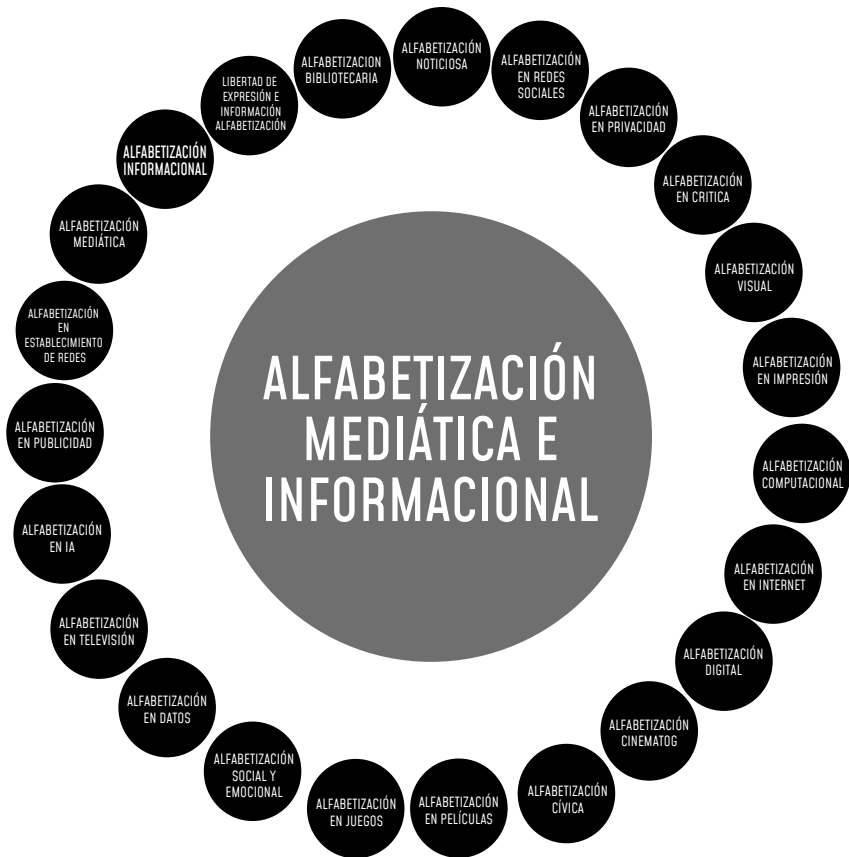 ALFABETIZACIÓN
NOTICIOSA
ALFABETIZACIÓN
EN REDES
SOCIALES
ALFABETIZACIÓN
EN PRIVACIDAD
ALFABETIZACIÓN
EN CRITICA
ALFABETIZACIÓN
VISUAL
ALFABETIZACIÓN
EN IMPRESIÓN
ALFABETIZACIÓN
COMPUTACIONAL
ALFABETIZACIÓN
EN INTERNET
ALFABETIZACIÓN
DIGITAL
ALFABETIZACIÓN
CINEMATOG
ALFABETIZACIÓN
CÍVICA
ALFABETIZACIÓN
EN PELÍCULAS
ALFABETIZACIÓN
EN JUEGOS
ALFABETIZACIÓN
SOCIAL Y
EMOCIONAL
ALFABETIZACIÓN
EN DATOS
ALFABETIZACIÓN
EN TELEVISIÓN
ALFABETIZACIÓN
EN IA
ALFABETIZACIÓN
EN PUBLICIDAD
ALFABETIZACIÓN
EN
ESTABLECIMIENTO
DE REDES
ALFABETIZACIÓN
MEDIÁTICA
ALFABETIZACIÓN
INFORMACIONAL
LIBERTAD DE
EXPRESIÓN E
INFORMACIÓN
ALFABETIZACIÓN
ALFABETIZACION
BIBLIOTECARIA
ALFABETIZACIÓN
MEDIÁTICA E
INFORMACIONAL